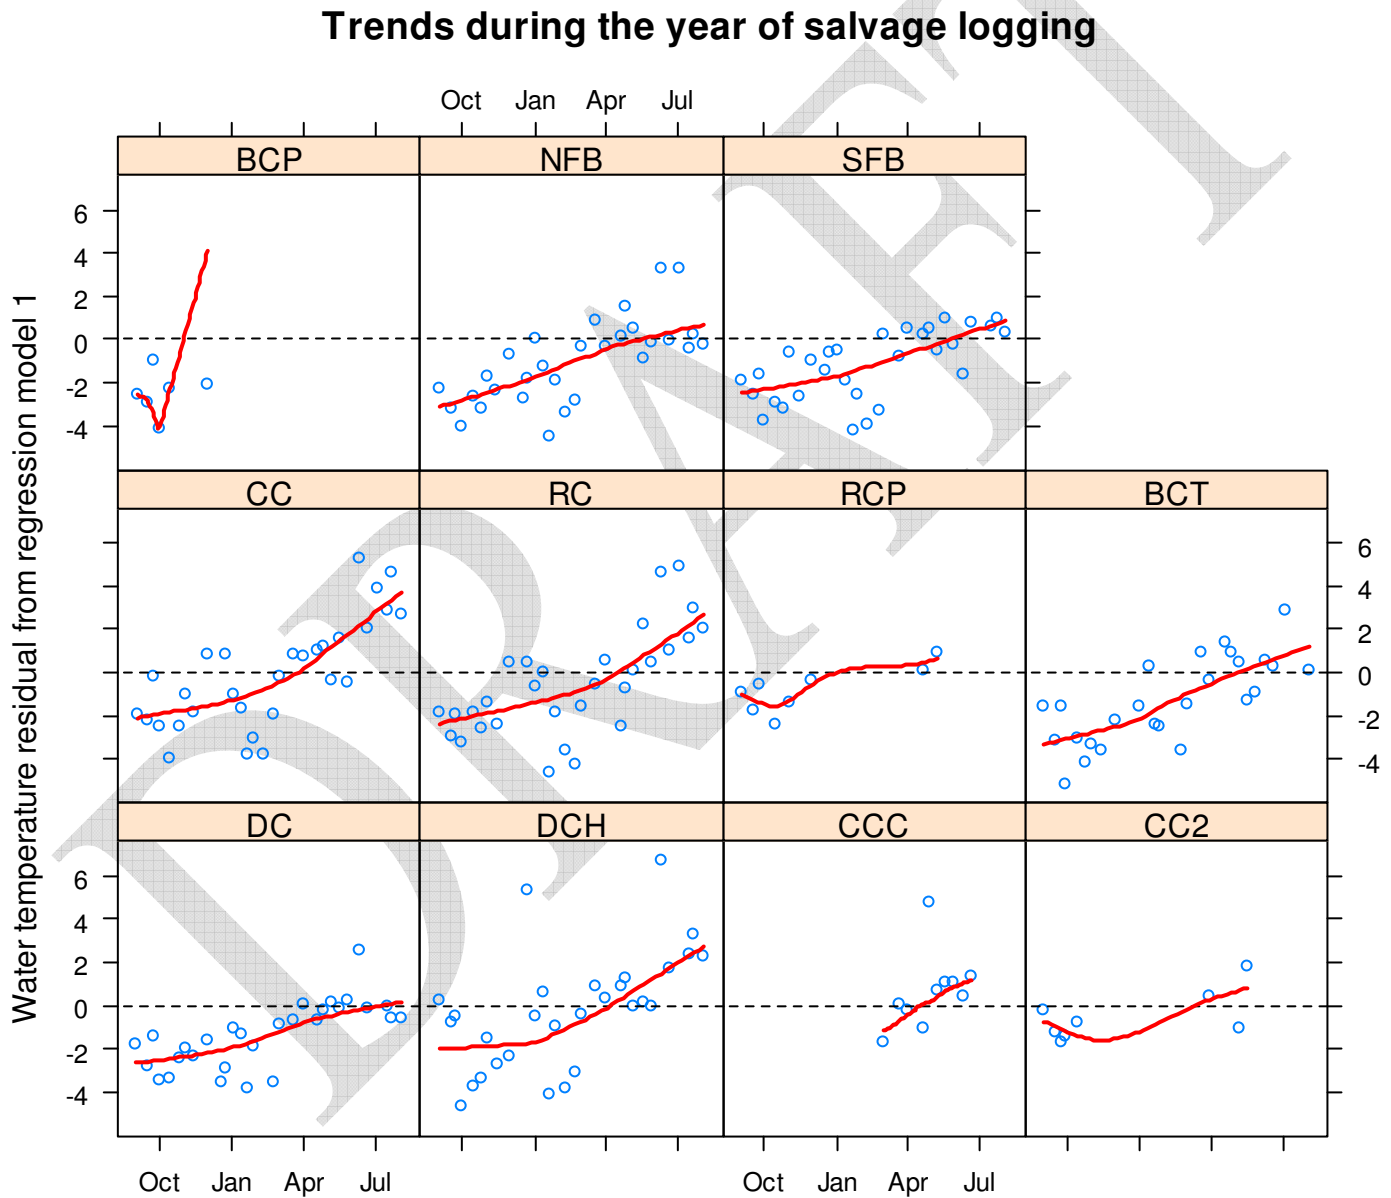 Trends during the year of salvage logging
Oct Jan Apr Jul
BCP NFB SFB
6
4
2
0
-2
-4
Water temperature residual from regression model 1
CC RC RCP BCT
6
4
2
0
-2
-4
DC DCH CCC CC2
6
4
2
0
-2
-4
Oct Jan Apr Jul Oct Jan Apr Jul
DRAFT